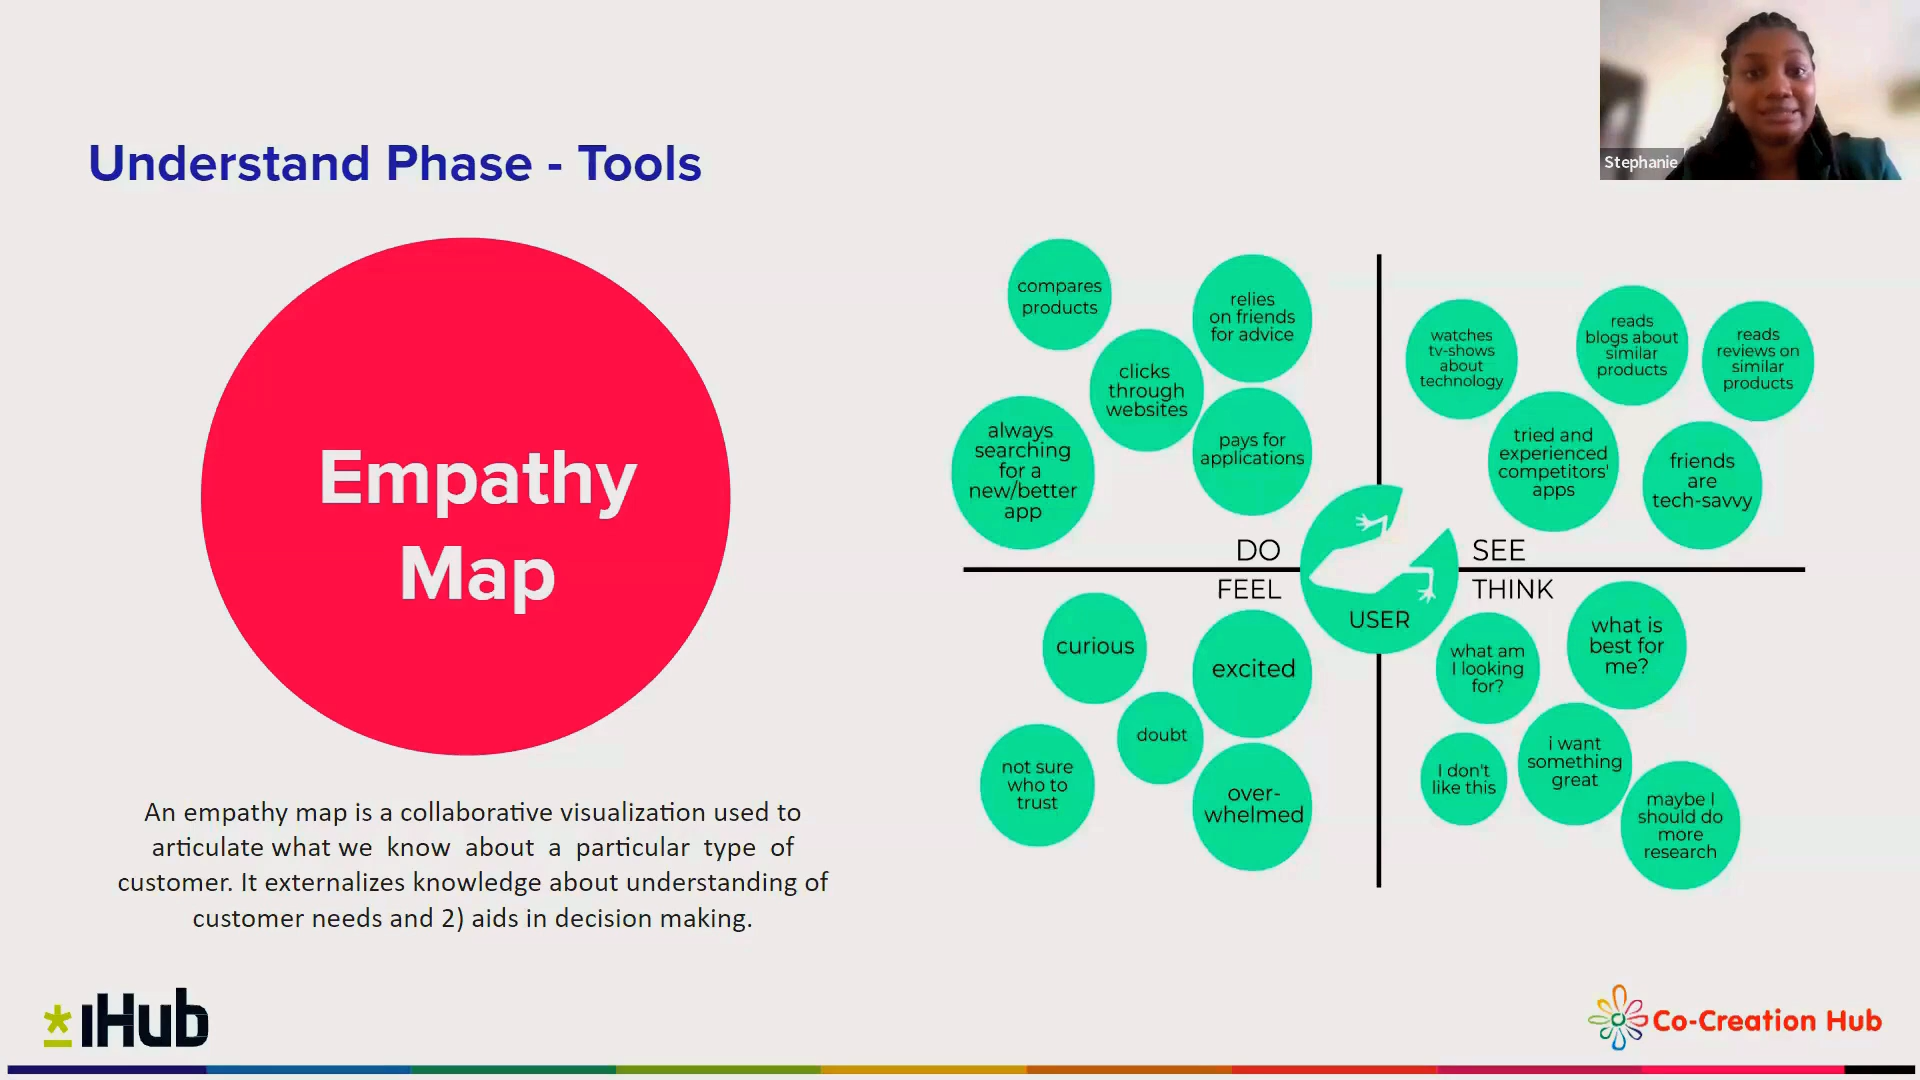 Understand Phase - Tools
Stephanie
Empathy
Map
An empathy map is a collaborative visualization used to
articulate what we know about a particular type of
customer. It externalizes knowledge about understanding of
customer needs and 2) aids in decision making.
compares
products
relies
on friends
for advice
clicks
through
websites
always
searching
for a
new/better
app
pays for
applications
DO
watches
tv-shows
about
technology
reads
blogs about
similar
products
reads
reviews on
similar
products
tried and
experienced
competitors'
apps
friends
are
tech-savvy
SEE
USER
FEEL
curious
excited
doubt
not sure
who to
trust
over-
whelmed
THINK
what am
I looking
for?
what is
best for
me?
I don't
like this
i want
something
great
maybe I
should do
more
research
iHub
Co-Creation Hub